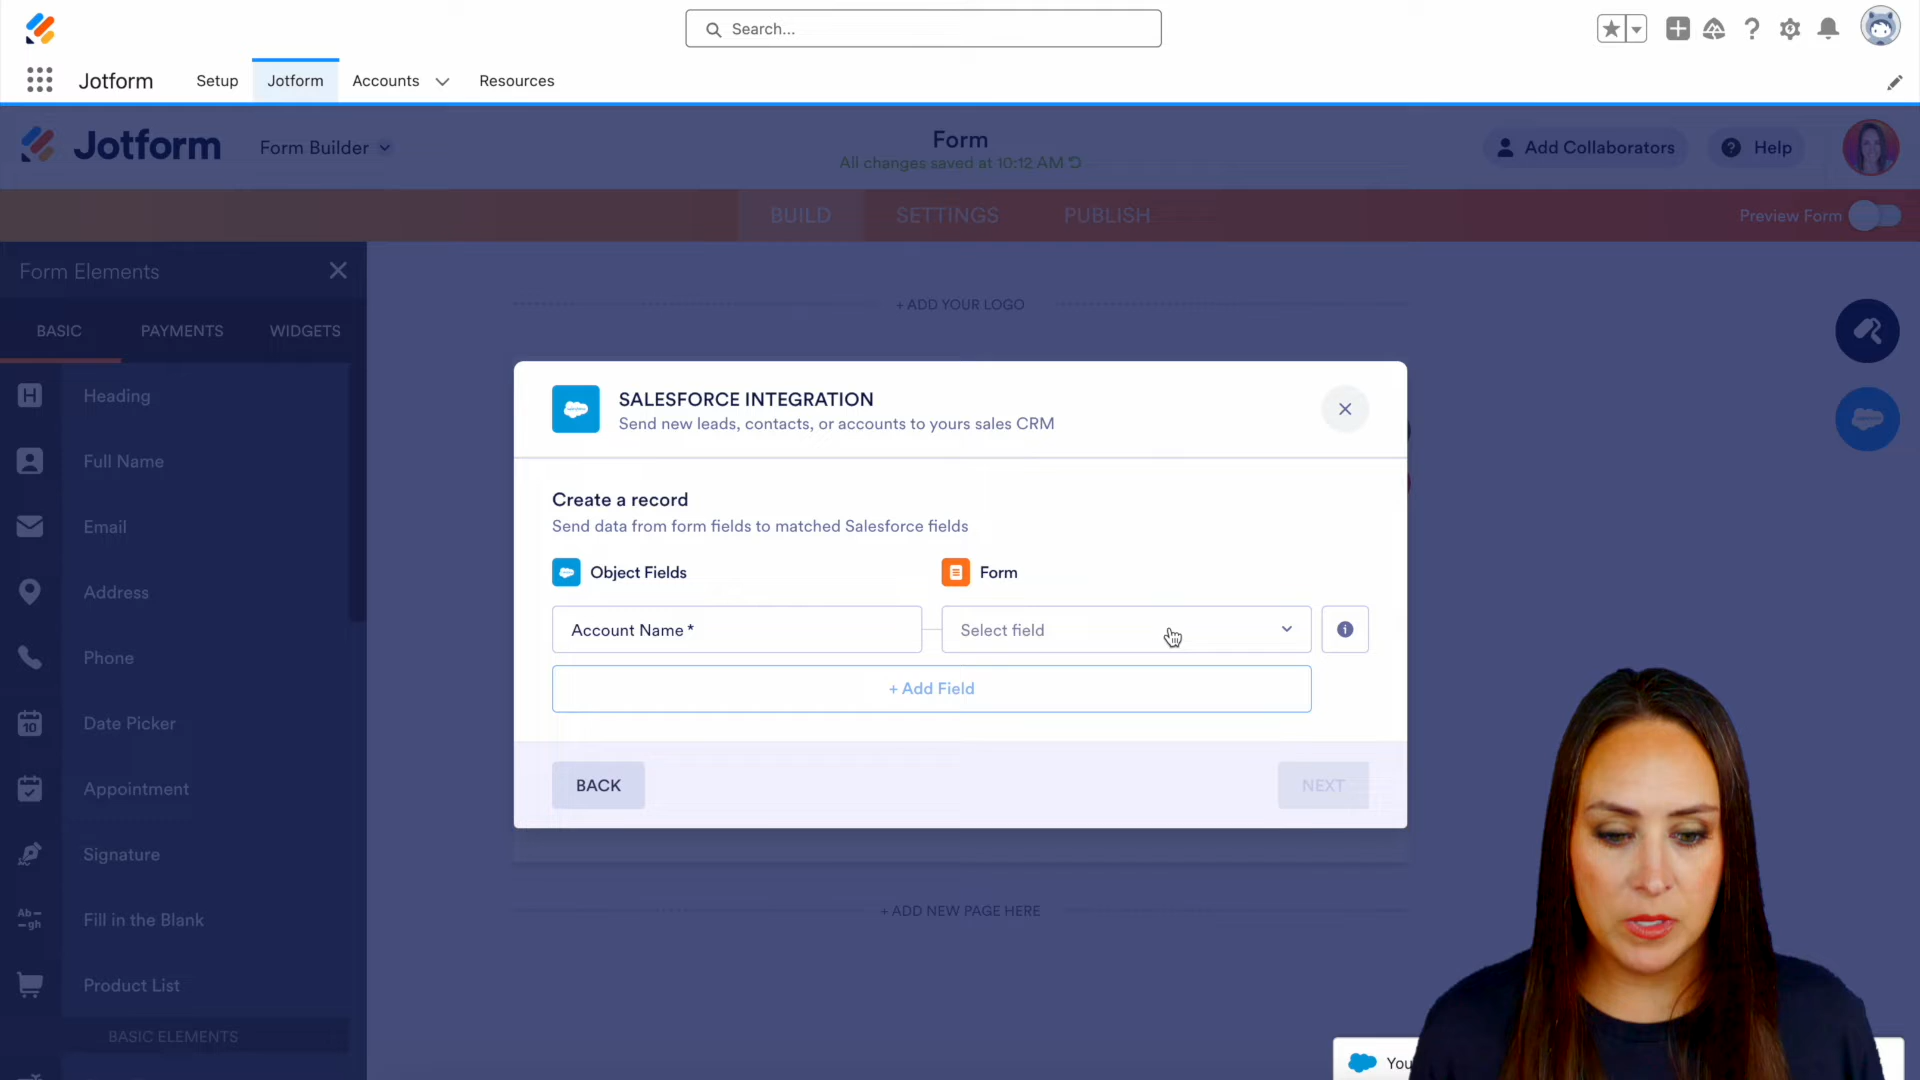 Search...
Jotform
Setup
Jotform
Accounts
Resources
Jotform
Form Builder
Form
All changes saved at 10:12 AM
Add Collaborators
Help
BUILD
SETTINGS
PUBLISH
Preview Form
Form Elements
BASIC
PAYMENTS
WIDGETS
+ ADD YOUR LOGO
Heading
Full Name
Email
Address
Phone
Date Picker
10
Appointment
Signature
Fill in the Blank
Ab
gh
Product List
BASIC ELEMENTS
SALESFORCE INTEGRATION
Send new leads, contacts, or accounts to yours sales CRM
Create a record
Send data from form fields to matched Salesforce fields
Object Fields
Form
Account Name *
Select field
+ Add Field
BACK
NEXT
+ ADD NEW PAGE HERE